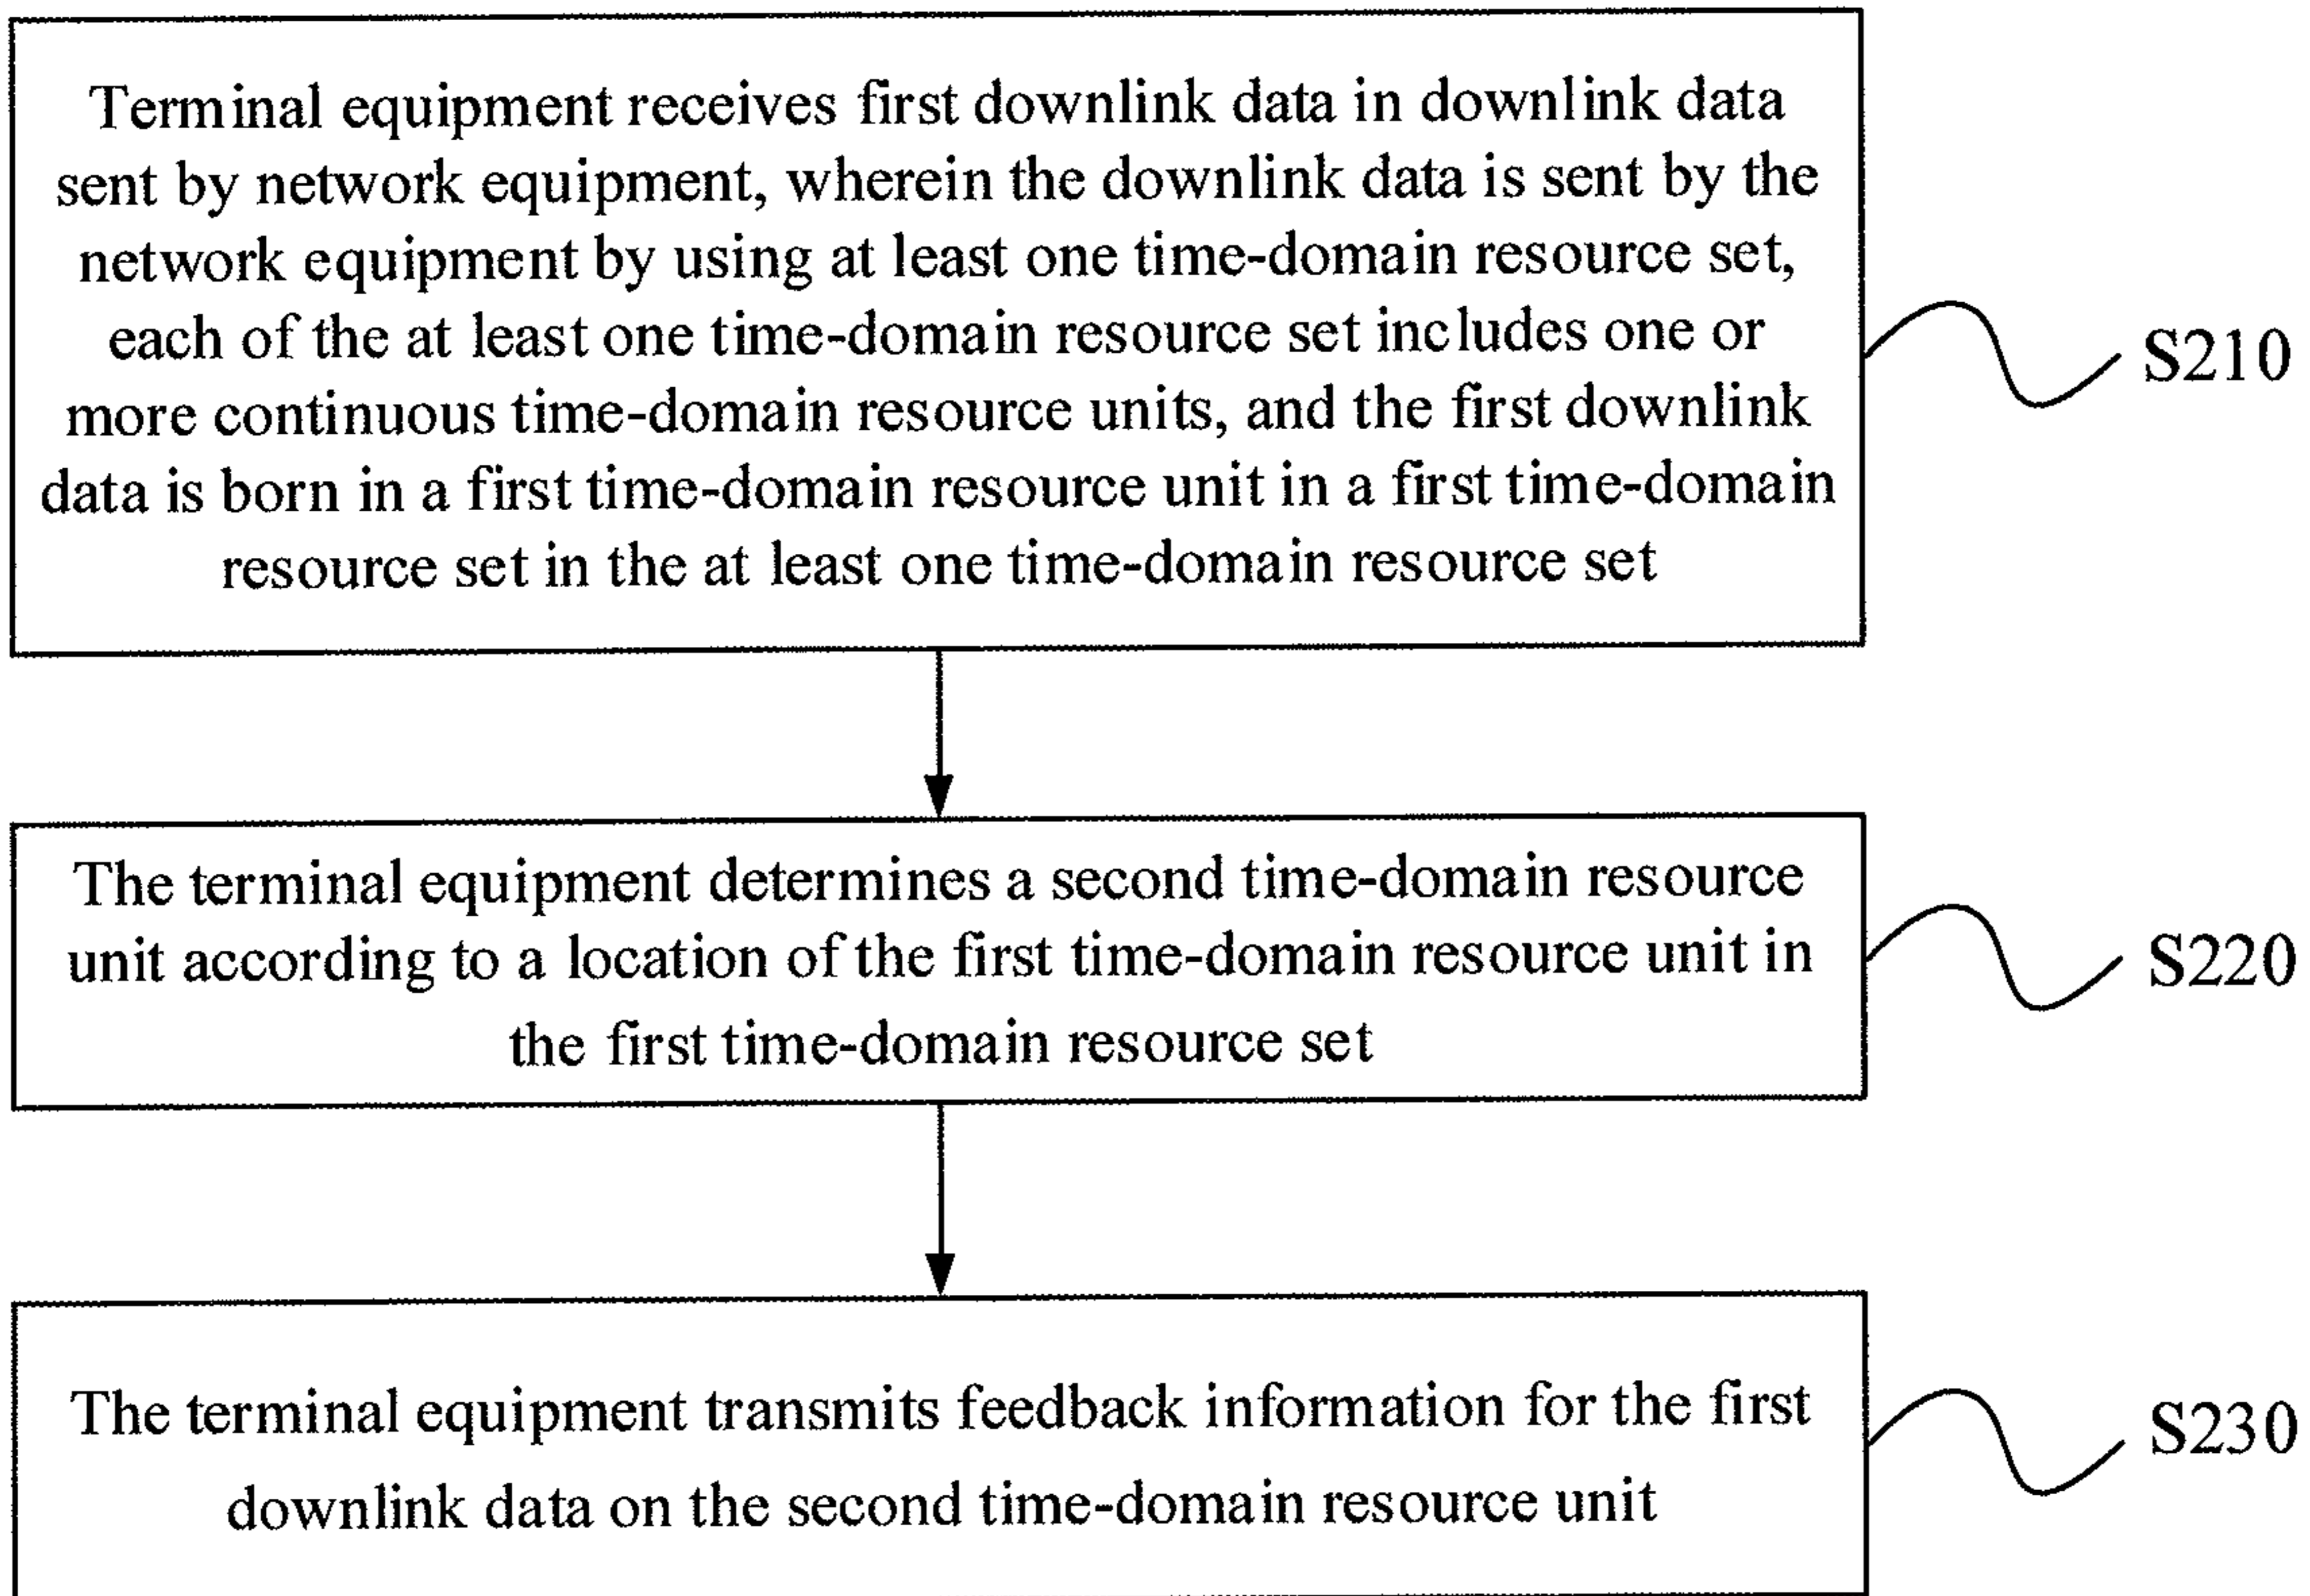 Terminal equipment receives first downlink data in downlink data
sent by network equipment, wherein the downlink data is sent by the
network equipment by using at least one time-domain resource set,
each of the at least one time-domain resource set includes one or
more continuous time-domain resource units, and the first downlink
data is born in a first time-domain resource unit in a first time-domain
resource set in the at least one time-domain resource set
S210
The terminal equipment determines a second time-domain resource
unit according to a location of the first time-domain resource unit in
the first time-domain resource set
S220
The terminal equipment transmits feedback information for the first
downlink data on the second time-domain resource unit
S230